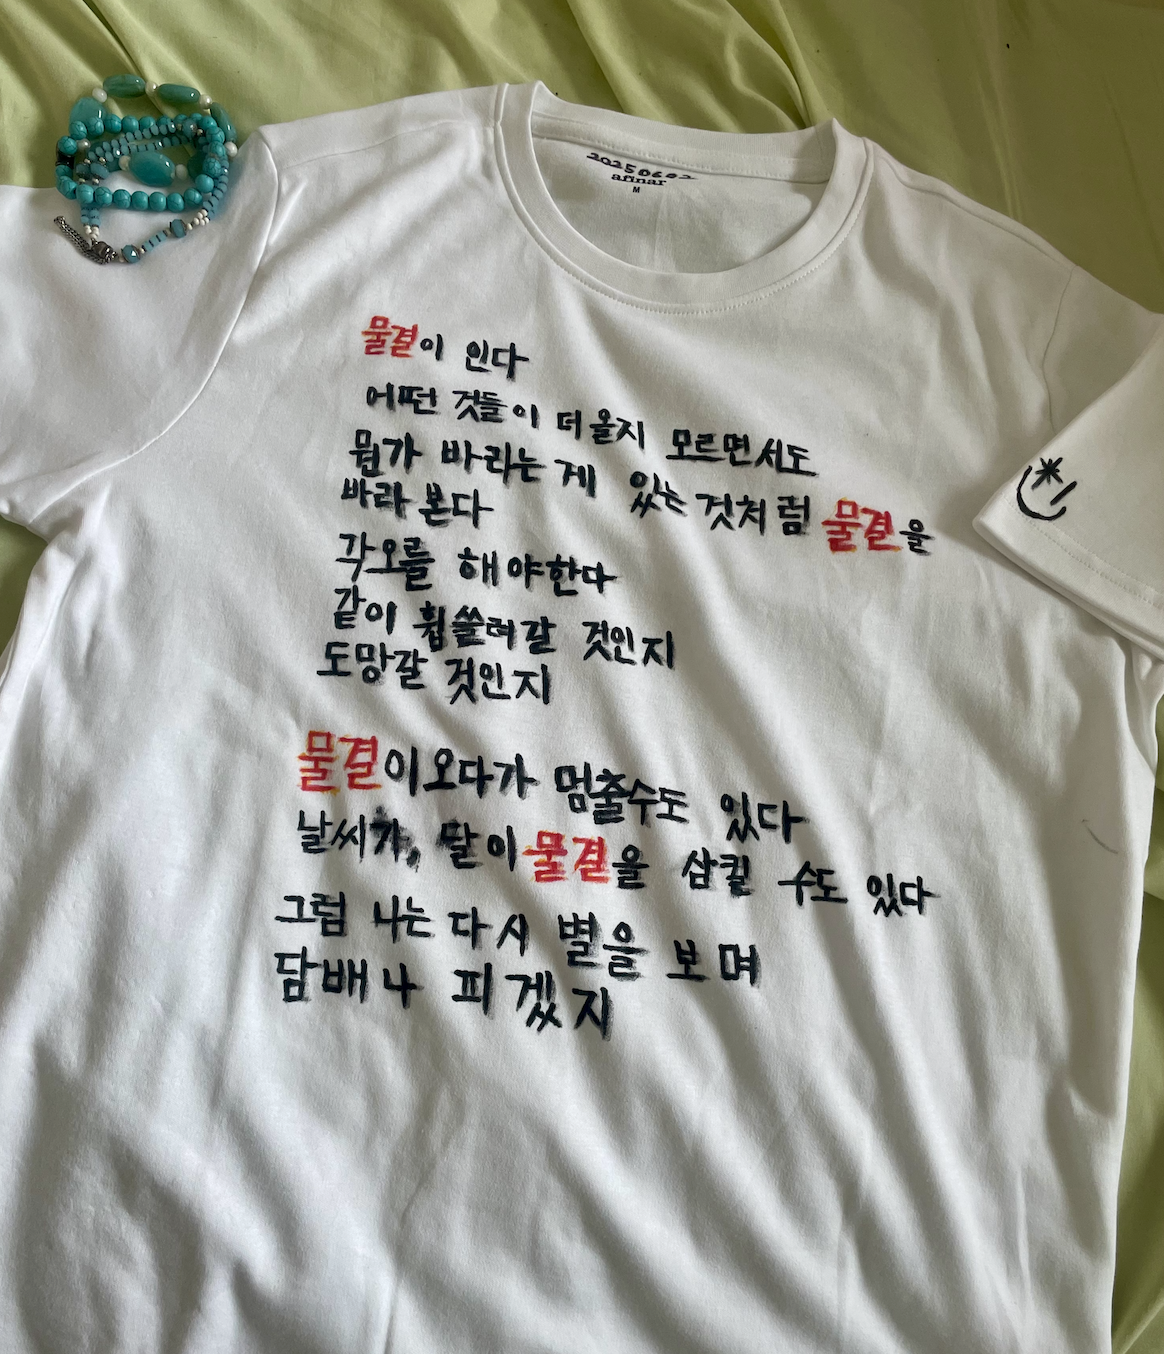 afinar
M
물결이 인다
어떤 것들이 떠올지 모르면서도
뭔가 바라는 게 있는 것처럼 물결을
바라 본다
각오를 해야한다
같이 휩쓸려갈 것인지
도망갈 것인지
물결이오다가 멈출수도 있다
날씨가, 달이 물결을 삼킬 수도 있다
그럼 나는 다시 별을 보며
담배나 피겠지